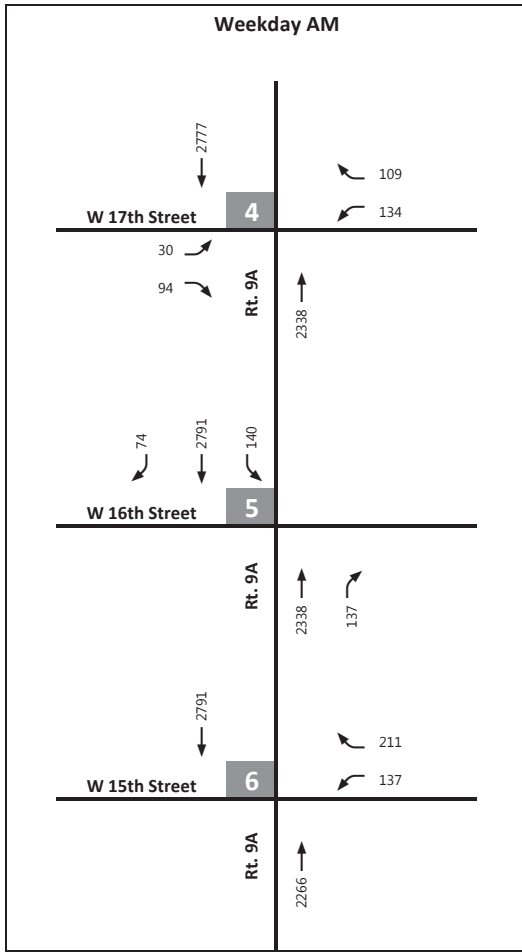 Weekday AM
2777
109
W 17th Street
4
134
30
94
Rt. 9A
2338
74
2791
140
W 16th Street
5
Rt. 9A
2338
137
2791
211
W 15th Street
6
137
Rt. 9A
2266